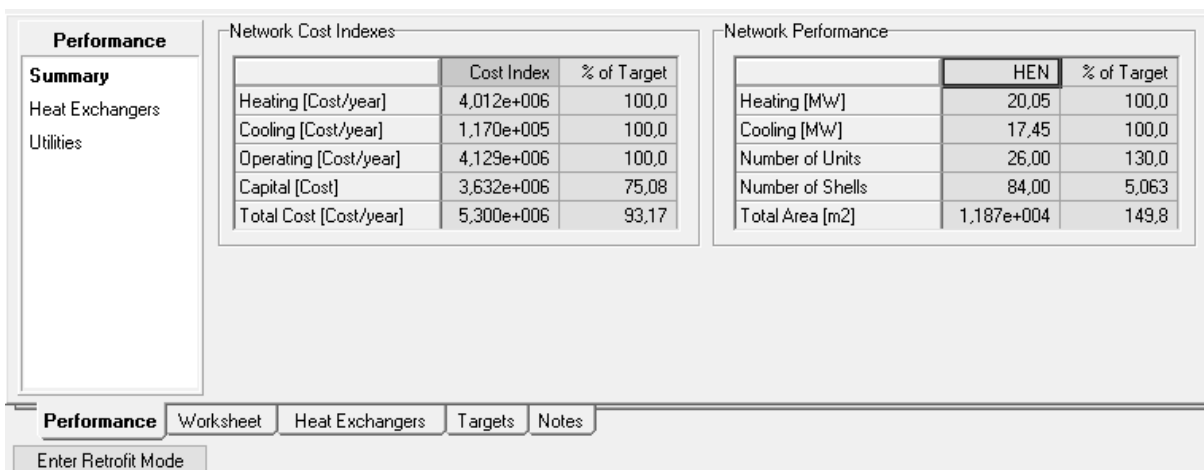 Performance
Summary
Heat Exchangers
Utilities
Network Cost Indexes
Cost Index % of Target
Heating [Cost/year] 4,012e+006 100,0
Cooling [Cost/year] 1,170e+005 100,0
Operating [Cost/year] 4,129e+006 100,0
Capital [Cost] 3,632e+006 75,08
Total Cost [Cost/year] 5,300e+006 93,17
Network Performance
HEN % of Target
Heating [MW] 20,05 100,0
Cooling [MW] 17,45 100,0
Number of Units 26,00 130,0
Number of Shells 84,00 5,063
Total Area [m2] 1,187e+004 149,8
Performance Worksheet Heat Exchangers Targets Notes
Enter Retrofit Mode